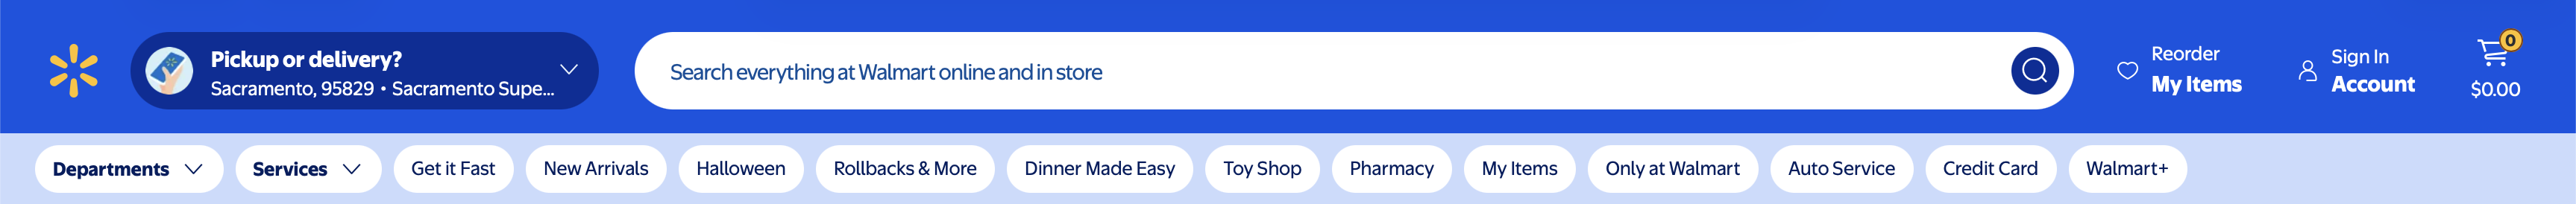 Pickup or delivery?
Sacramento, 95829 • Sacramento Supe...
Search everything at Walmart online and in store
Reorder
My Items
Sign In
Account
0
$0.00
Departments
Services
Get it Fast
New Arrivals
Halloween
Rollbacks & More
Dinner Made Easy
Toy Shop
Pharmacy
My Items
Only at Walmart
Auto Service
Credit Card
Walmart+